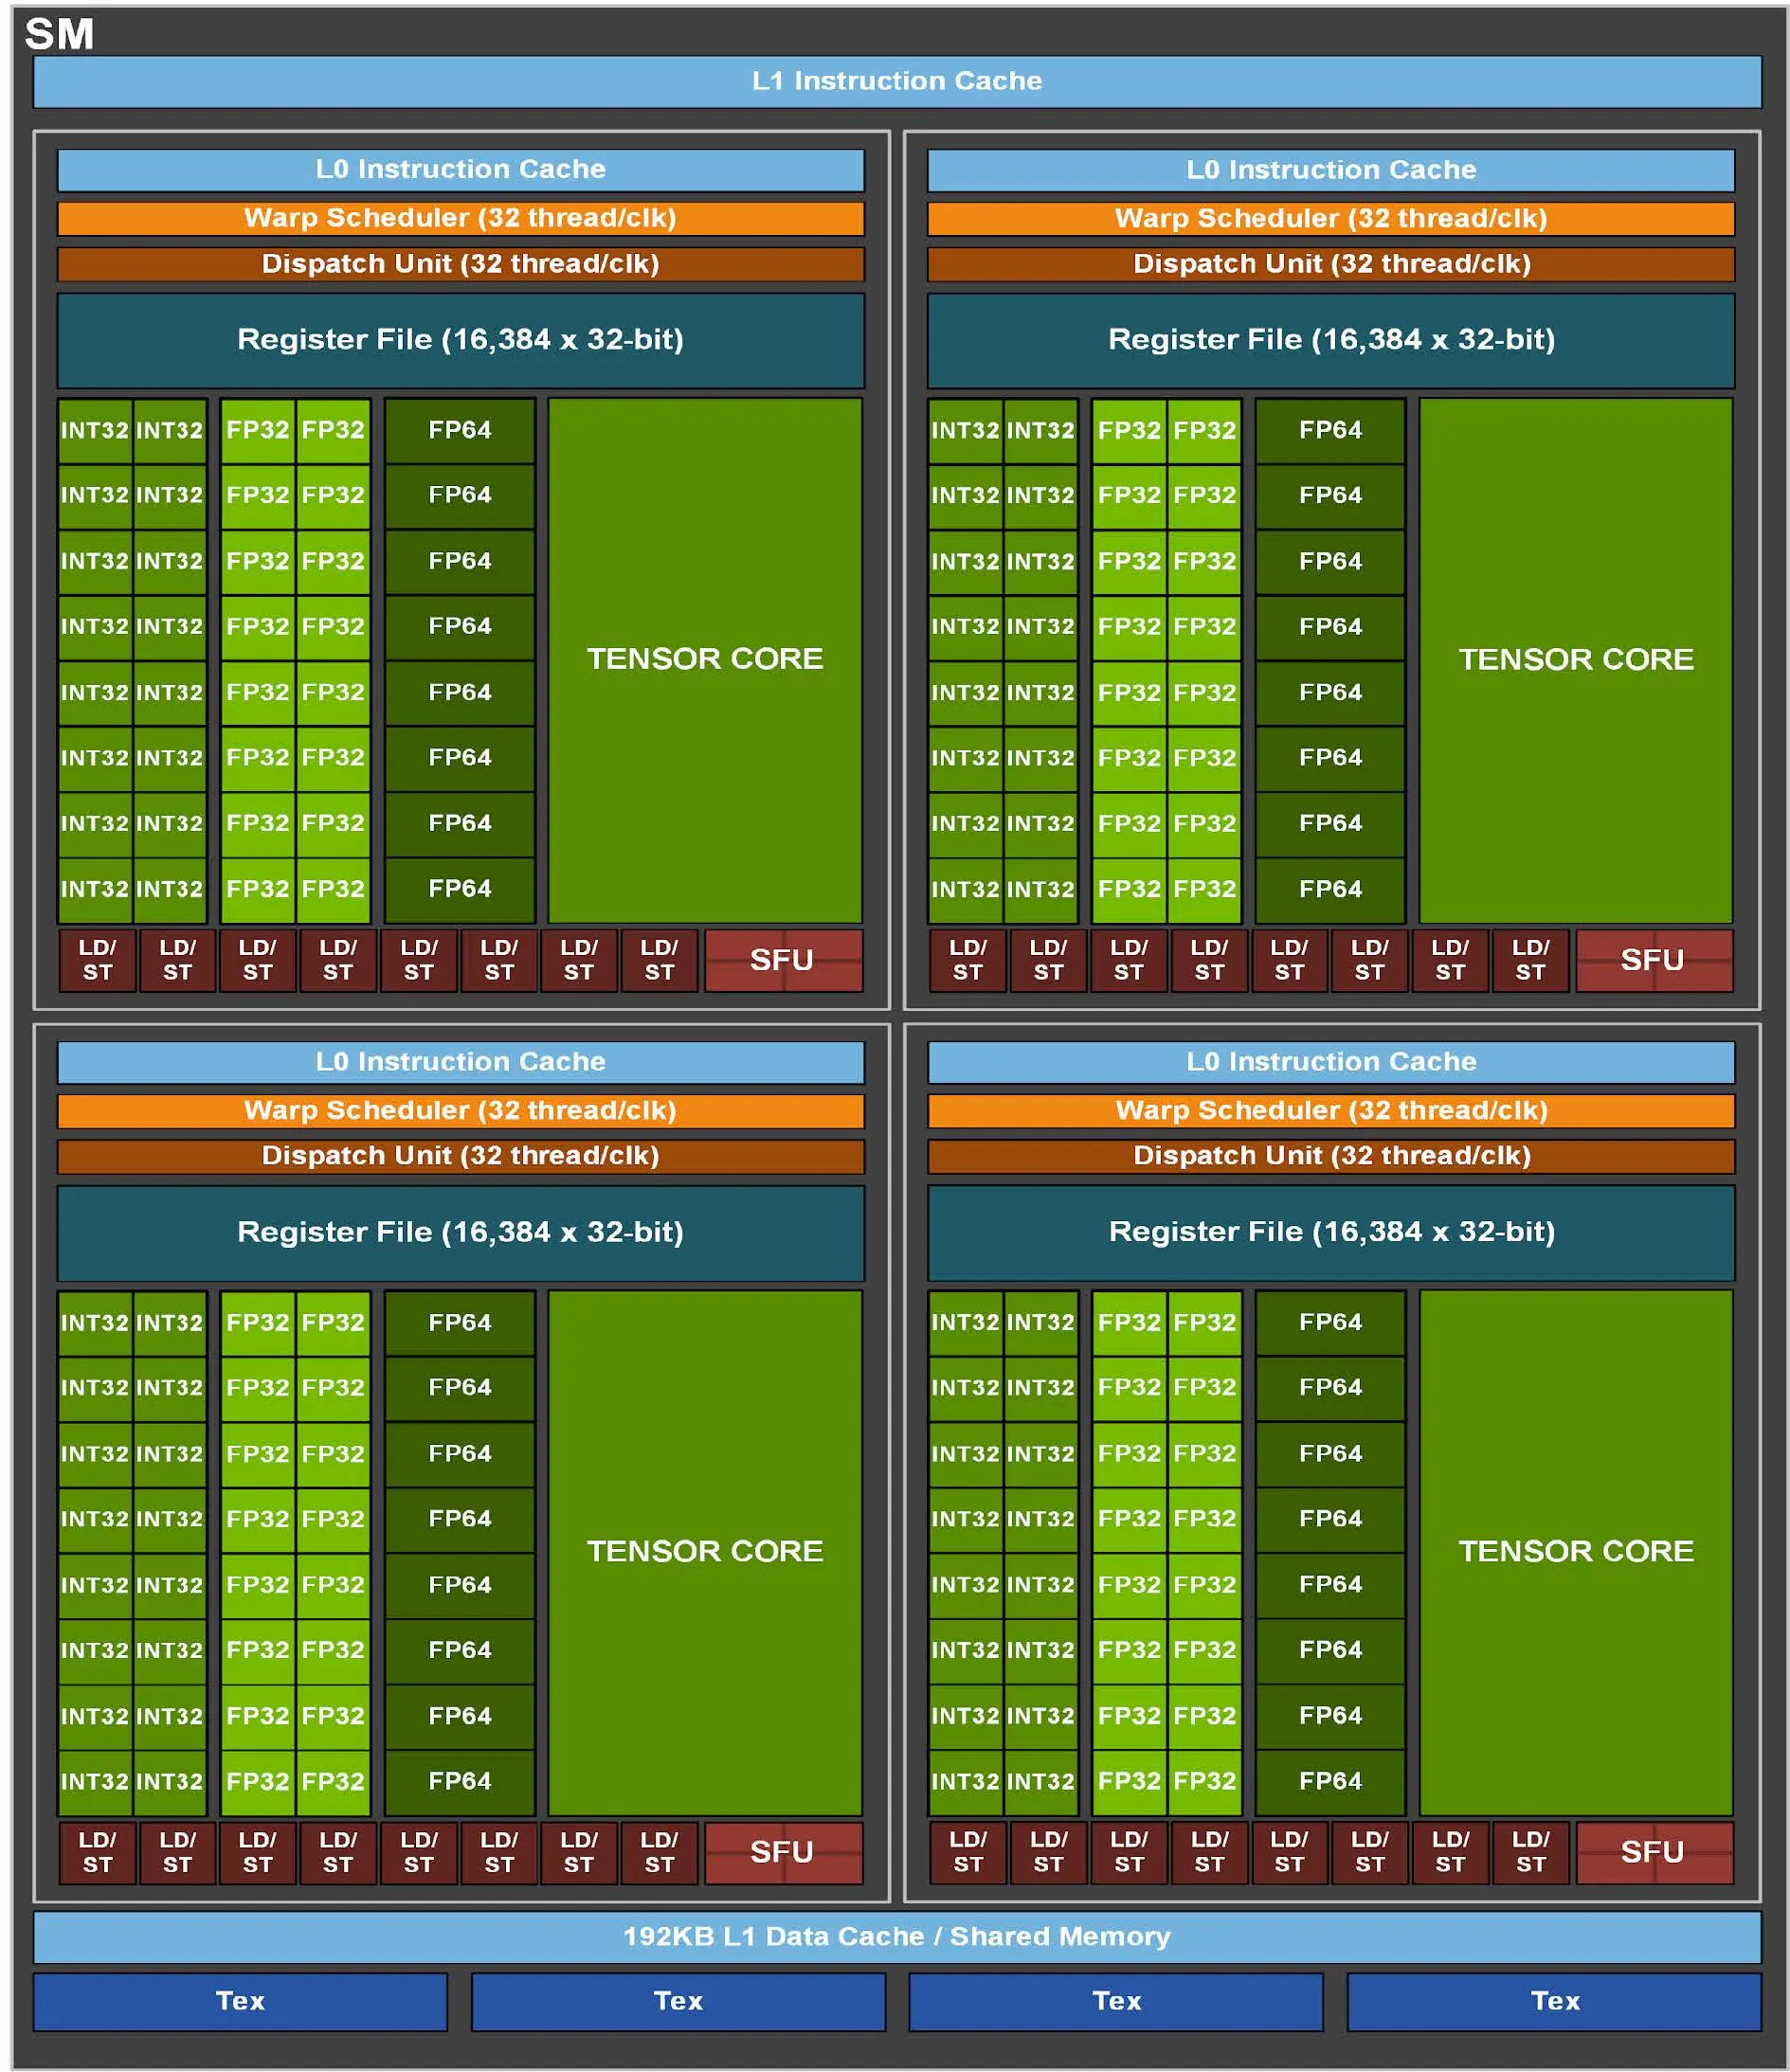 SM
L1 Instruction Cache
L0 Instruction Cache
Warp Scheduler (32 thread/clk)
Dispatch Unit (32 thread/clk)
Register File (16,384 x 32-bit)
INT32 INT32 FP32 FP32 FP64
INT32 INT32 FP32 FP32 FP64
INT32 INT32 FP32 FP32 FP64
INT32 INT32 FP32 FP32 FP64
TENSOR CORE
INT32 INT32 FP32 FP32 FP64
INT32 INT32 FP32 FP32 FP64
INT32 INT32 FP32 FP32 FP64
INT32 INT32 FP32 FP32 FP64
LD/ LD/ LD/ LD/ LD/ LD/ LD/ LD/
ST ST ST ST ST ST ST ST
SFU
L0 Instruction Cache
Warp Scheduler (32 thread/clk)
Dispatch Unit (32 thread/clk)
Register File (16,384 x 32-bit)
INT32 INT32 FP32 FP32 FP64
INT32 INT32 FP32 FP32 FP64
INT32 INT32 FP32 FP32 FP64
INT32 INT32 FP32 FP32 FP64
TENSOR CORE
INT32 INT32 FP32 FP32 FP64
INT32 INT32 FP32 FP32 FP64
INT32 INT32 FP32 FP32 FP64
INT32 INT32 FP32 FP32 FP64
LD/ LD/ LD/ LD/ LD/ LD/ LD/ LD/
ST ST ST ST ST ST ST ST
SFU
L0 Instruction Cache
Warp Scheduler (32 thread/clk)
Dispatch Unit (32 thread/clk)
Register File (16,384 x 32-bit)
INT32 INT32 FP32 FP32 FP64
INT32 INT32 FP32 FP32 FP64
INT32 INT32 FP32 FP32 FP64
INT32 INT32 FP32 FP32 FP64
TENSOR CORE
INT32 INT32 FP32 FP32 FP64
INT32 INT32 FP32 FP32 FP64
INT32 INT32 FP32 FP32 FP64
INT32 INT32 FP32 FP32 FP64
LD/ LD/ LD/ LD/ LD/ LD/ LD/ LD/
ST ST ST ST ST ST ST ST
SFU
L0 Instruction Cache
Warp Scheduler (32 thread/clk)
Dispatch Unit (32 thread/clk)
Register File (16,384 x 32-bit)
INT32 INT32 FP32 FP32 FP64
INT32 INT32 FP32 FP32 FP64
INT32 INT32 FP32 FP32 FP64
INT32 INT32 FP32 FP32 FP64
TENSOR CORE
INT32 INT32 FP32 FP32 FP64
INT32 INT32 FP32 FP32 FP64
INT32 INT32 FP32 FP32 FP64
INT32 INT32 FP32 FP32 FP64
LD/ LD/ LD/ LD/ LD/ LD/ LD/ LD/
ST ST ST ST ST ST ST ST
SFU
192KB L1 Data Cache / Shared Memory
Tex Tex Tex Tex